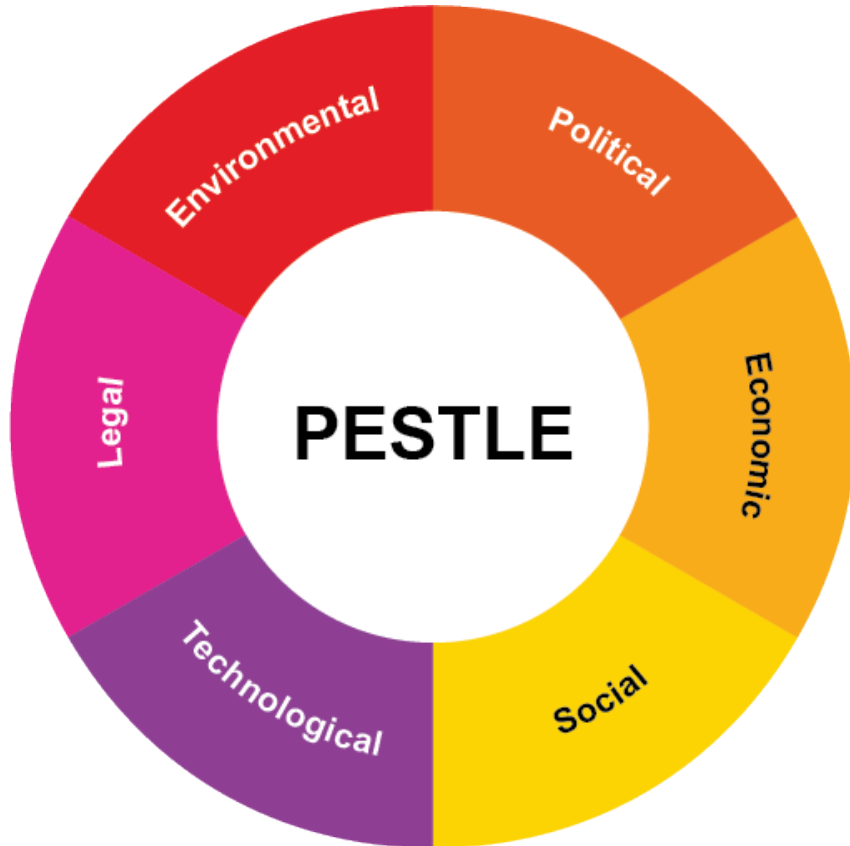 PESTLE
Political
Economic
Social
Technological
Legal
Environmental